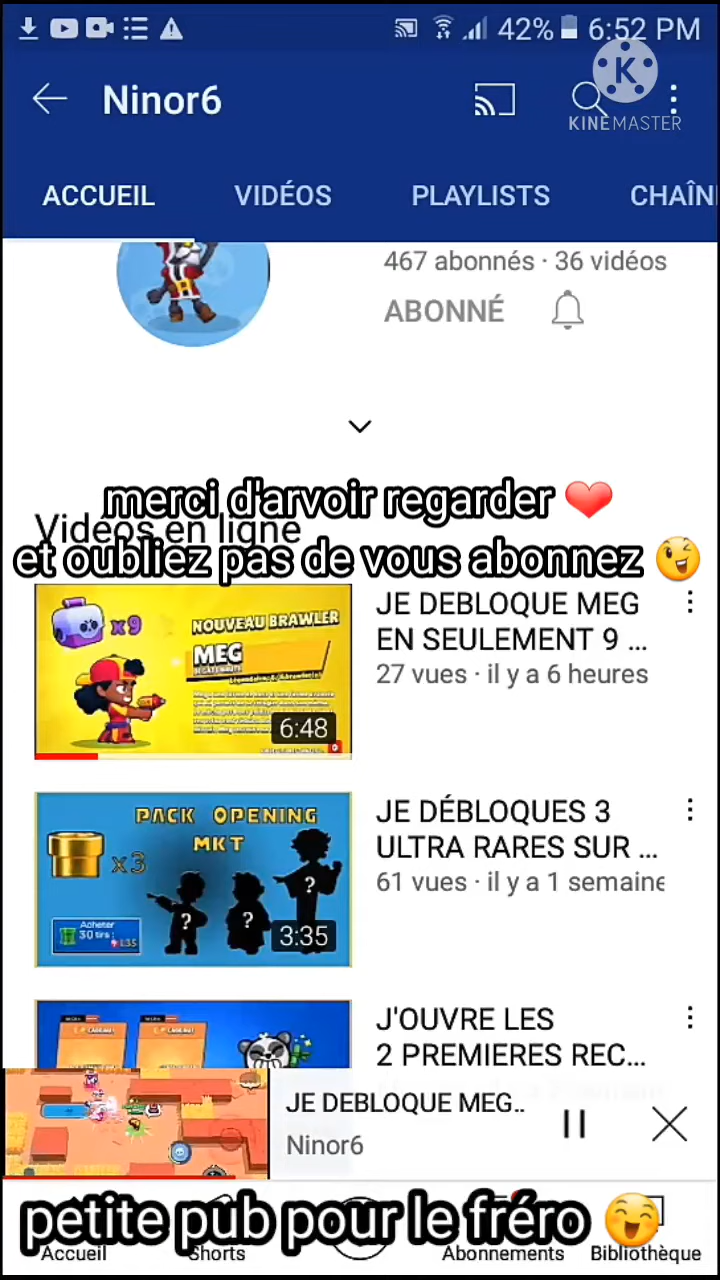 42% 6:52 PM
Ninor6
KINEMASTER
ACCUEIL VIDÉOS PLAYLISTS CHAÎN
467 abonnés · 36 vidéos
ABONNÉ
merci d'arvoir regarder ❤️
Vidéos en ligne
et oubliez pas de vous abonnez 😉
x9
NOUVEAU BRAWLER
MEG
6:48
JE DEBLOQUE MEG
EN SEULEMENT 9 ...
27 vues · il y a 6 heures
PACK OPENING
MKT
x3
? ? ?
Acheter
30 tirs :
135
3:35
JE DÉBLOQUES 3
ULTRA RARES SUR ...
61 vues · il y a 1 semaine
J'OUVRE LES
2 PREMIERES REC...
JE DEBLOQUE MEG..
Ninor6
petite pub pour le fréro 😄
Accueil Shorts Abonnements Bibliothèque